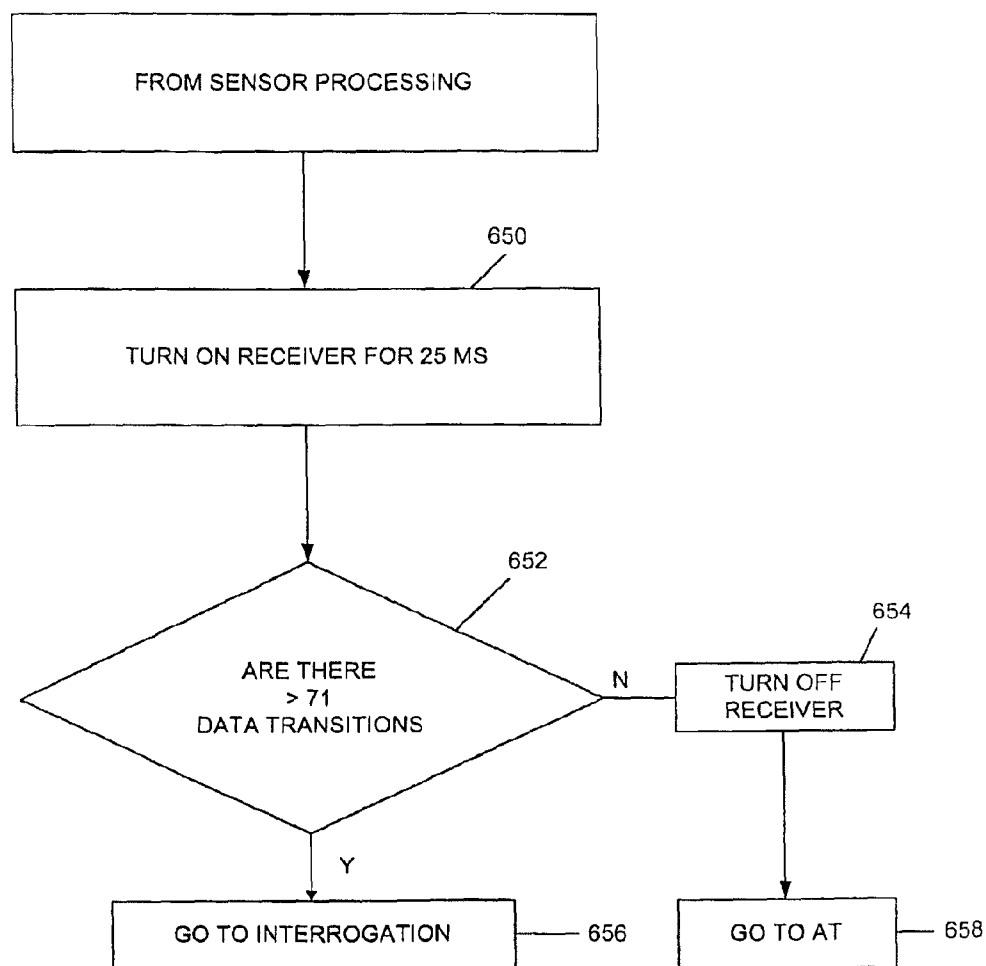 FROM SENSOR PROCESSING
650
TURN ON RECEIVER FOR 25 MS
652
ARE THERE
> 71
DATA TRANSITIONS
N
654
TURN OFF
RECEIVER
Y
GO TO INTERROGATION
656
GO TO AT
658